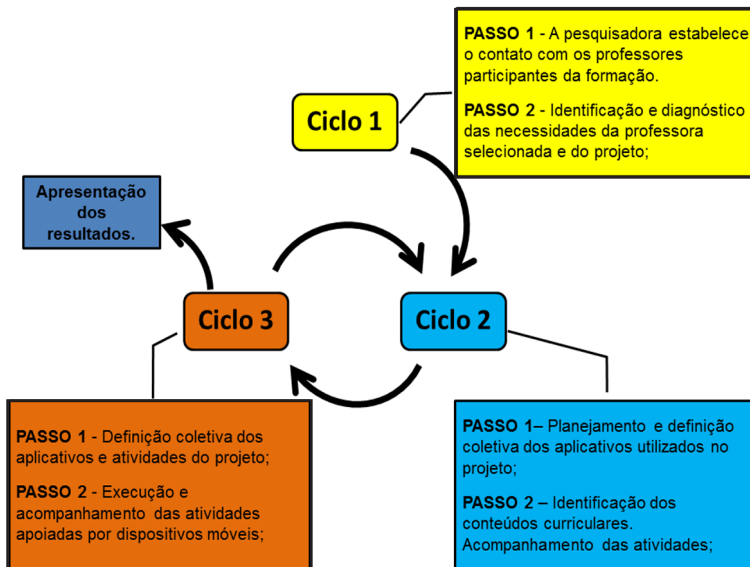 PASSO 1 - A pesquisadora estabelece
o contato com os professores
participantes da formação.
PASSO 2 - Identificação e diagnóstico
das necessidades da professora
selecionada e do projeto;
Ciclo 1
Apresentação
dos
resultados.
Ciclo 3
Ciclo 2
PASSO 1 - Definição coletiva dos
aplicativos e atividades do projeto;
PASSO 2 - Execução e
acompanhamento das atividades
apoiadas por dispositivos móveis;
PASSO 1– Planejamento e definição
coletiva dos aplicativos utilizados no
projeto;
PASSO 2 – Identificação dos
conteúdos curriculares.
Acompanhamento das atividades;